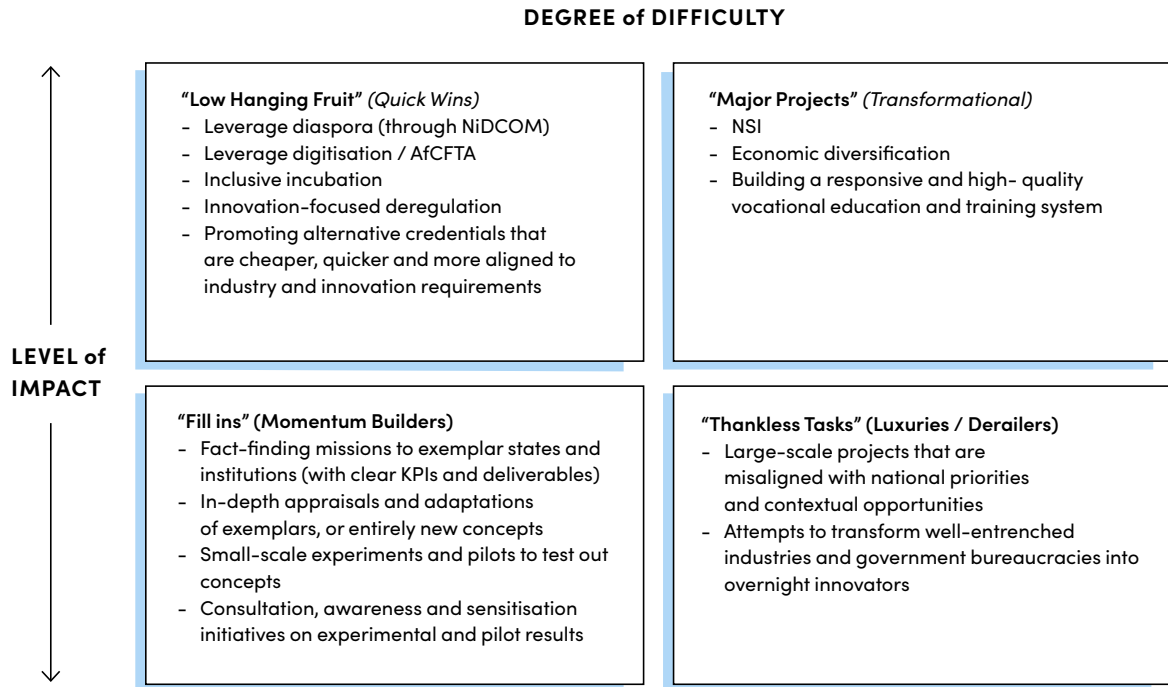 DEGREE of DIFFICULTY
“Low Hanging Fruit” (Quick Wins)
- Leverage diaspora (through NiDCOM)
- Leverage digitisation / AfCFTA
- Inclusive incubation
- Innovation-focused deregulation
- Promoting alternative credentials that
are cheaper, quicker and more aligned to
industry and innovation requirements
“Major Projects” (Transformational)
- NSI
- Economic diversification
- Building a responsive and high- quality
vocational education and training system
LEVEL of
IMPACT
“Fill ins” (Momentum Builders)
- Fact-finding missions to exemplar states and
institutions (with clear KPIs and deliverables)
- In-depth appraisals and adaptations
of exemplars, or entirely new concepts
- Small-scale experiments and pilots to test out
concepts
- Consultation, awareness and sensitisation
initiatives on experimental and pilot results
“Thankless Tasks” (Luxuries / Derailers)
- Large-scale projects that are
misaligned with national priorities
and contextual opportunities
- Attempts to transform well-entrenched
industries and government bureaucracies into
overnight innovators